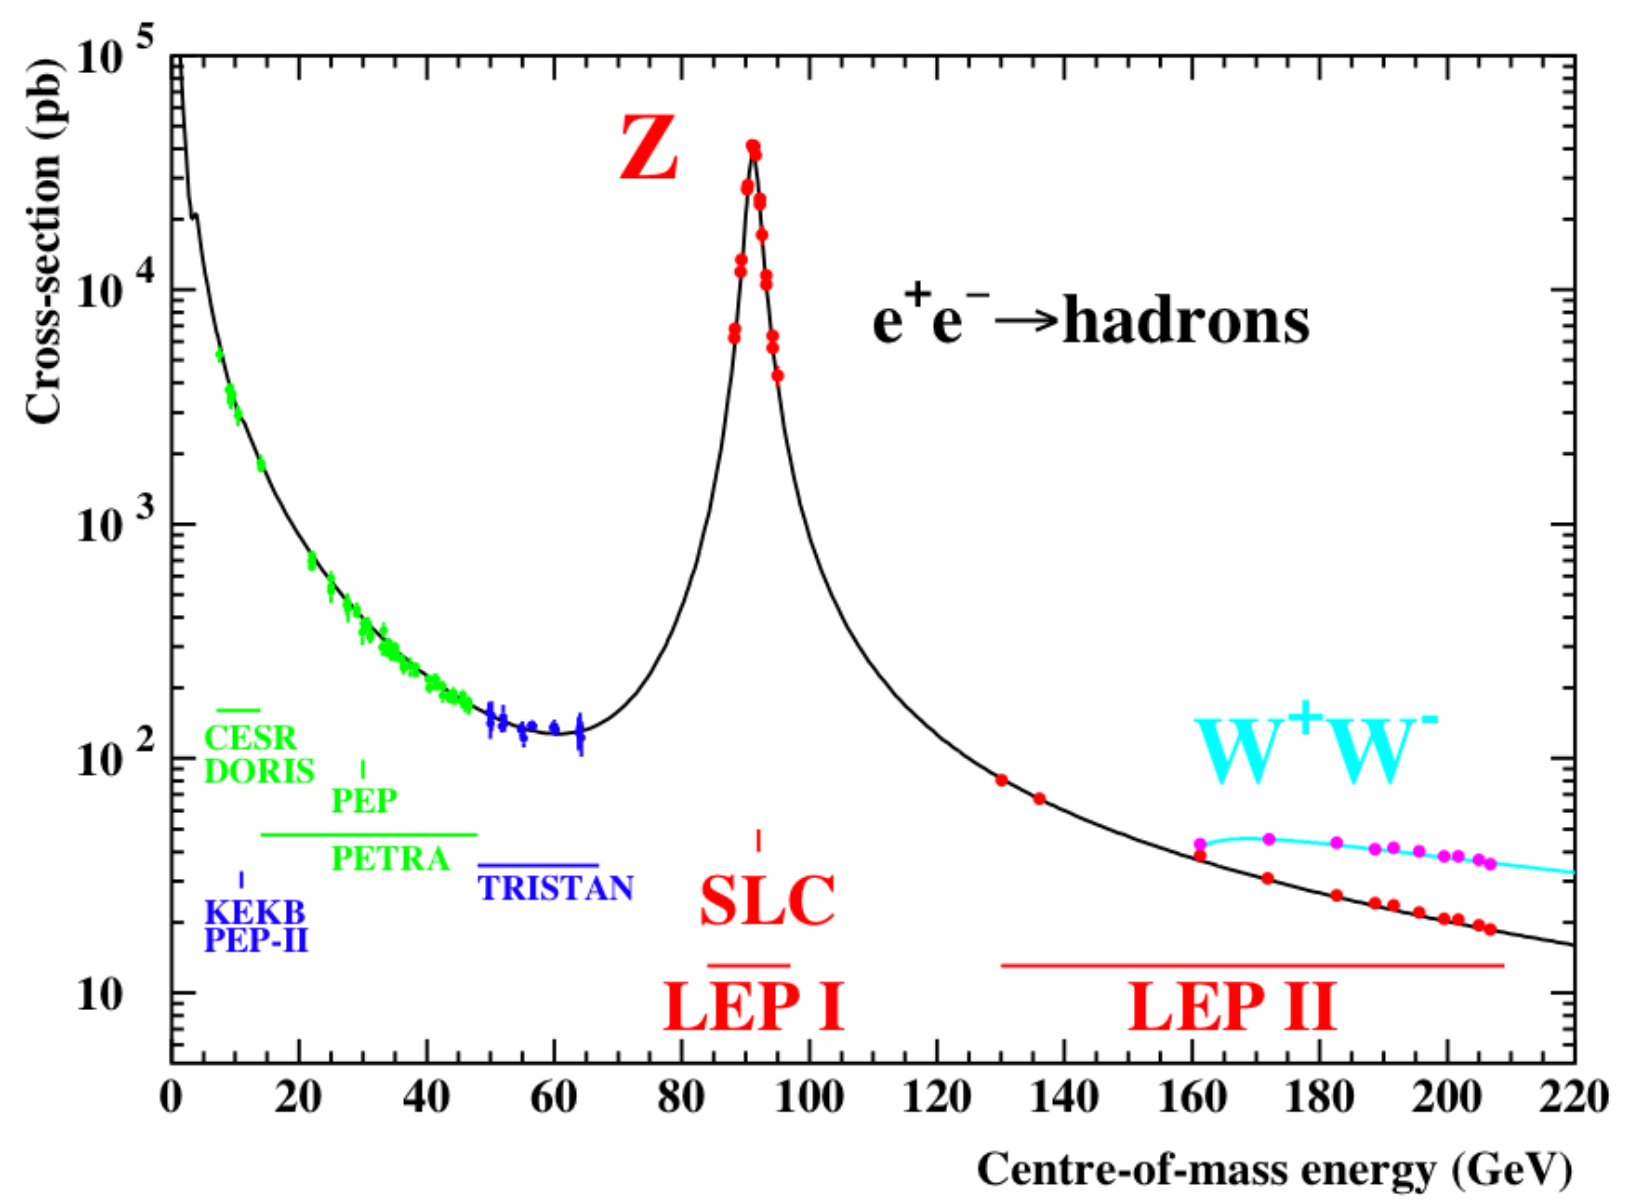 Cross-section (pb)
10 5
10 4
10 3
10 2
10
Z
e+e−→hadrons
W+W-
CESR
DORIS
PEP
PETRA
KEKB
PEP-II
TRISTAN
SLC
LEP I
LEP II
0 20 40 60 80 100 120 140 160 180 200 220
Centre-of-mass energy (GeV)